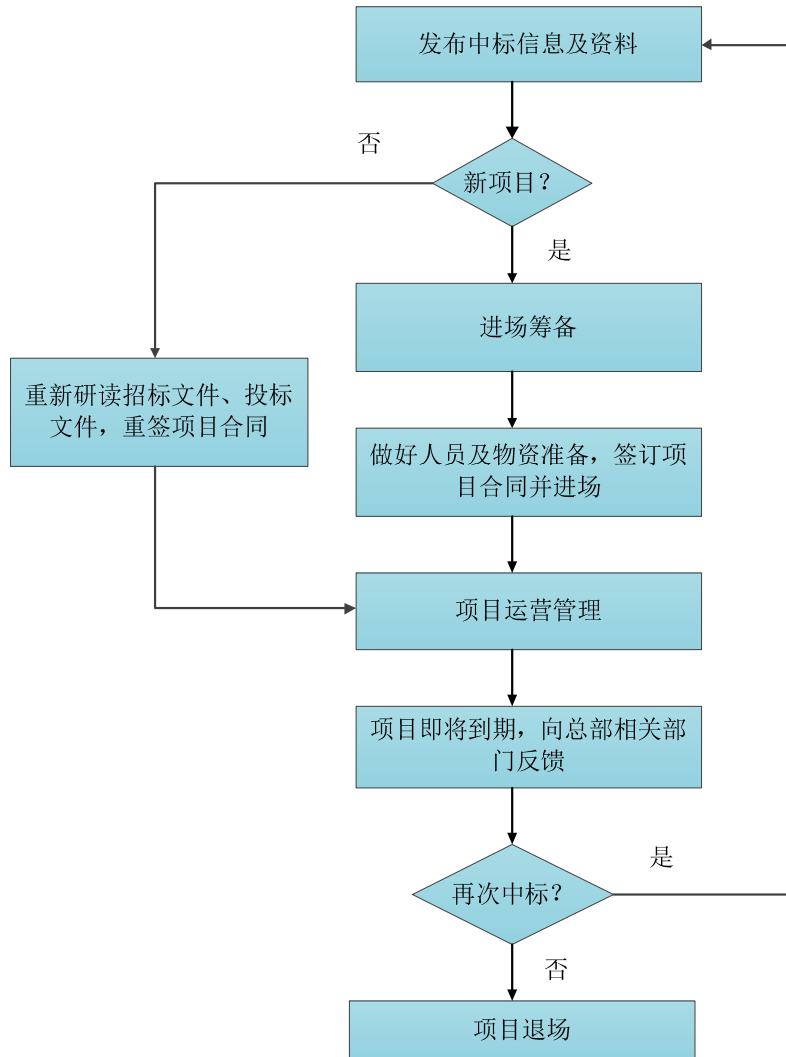 发布中标信息及资料
否
新项目？
是
进场筹备
重新研读招标文件、投标
文件，重签项目合同
做好人员及物资准备，签订项
目合同并进场
项目运营管理
项目即将到期，向总部相关部
门反馈
是
再次中标？
否
项目退场